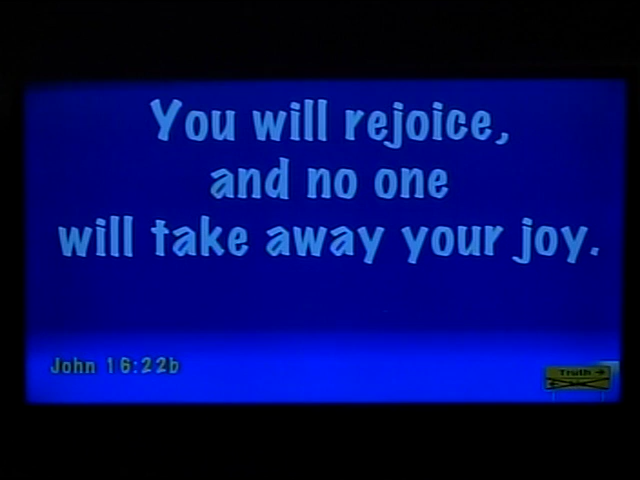 You will rejoice,
and no one
will take away your joy.
John 16:22b
Truth →